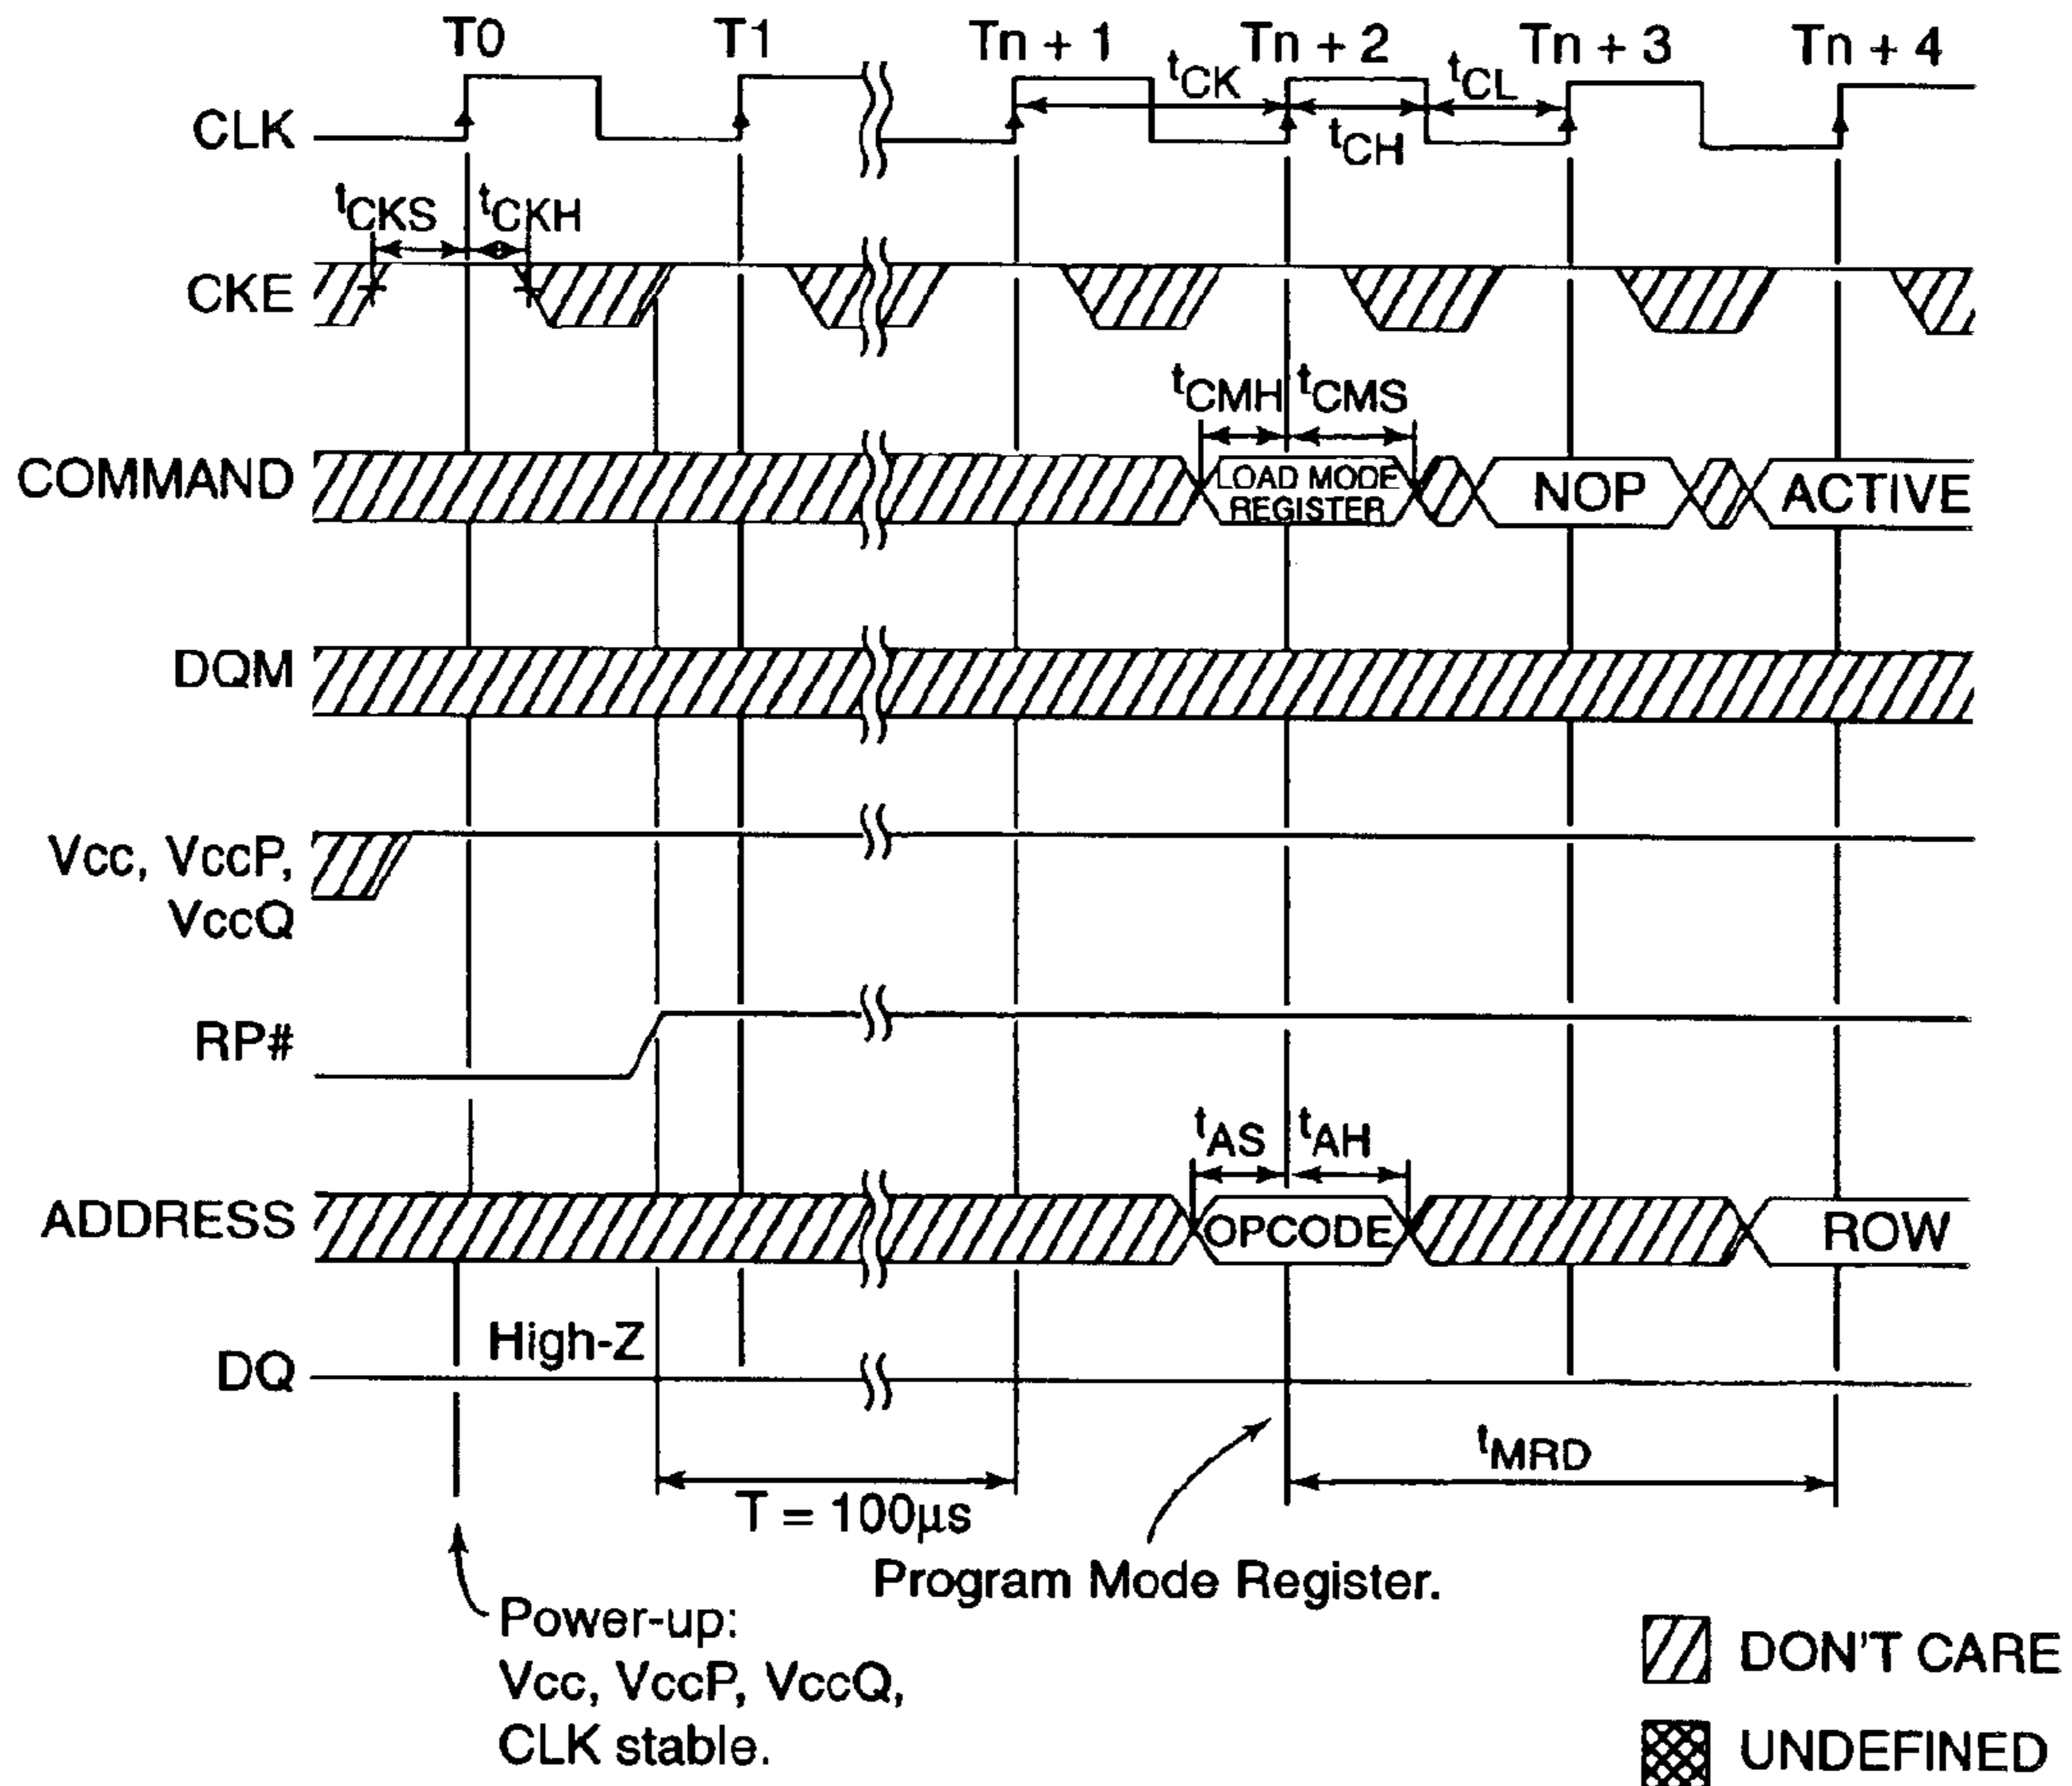 T0 T1 Tn + 1 Tn + 2 Tn + 3 Tn + 4
CLK
tCK tCL
tCH
tCKS tCKH
CKE
tCMH tCMS
COMMAND
LOAD MODE
REGISTER
NOP ACTIVE
DQM
Vcc, VccP,
VccQ
RP#
tAS tAH
ADDRESS OPCODE ROW
High-Z
DQ
tMRD
T = 100µs
Program Mode Register.
Power-up:
Vcc, VccP, VccQ,
CLK stable.
DON'T CARE
UNDEFINED